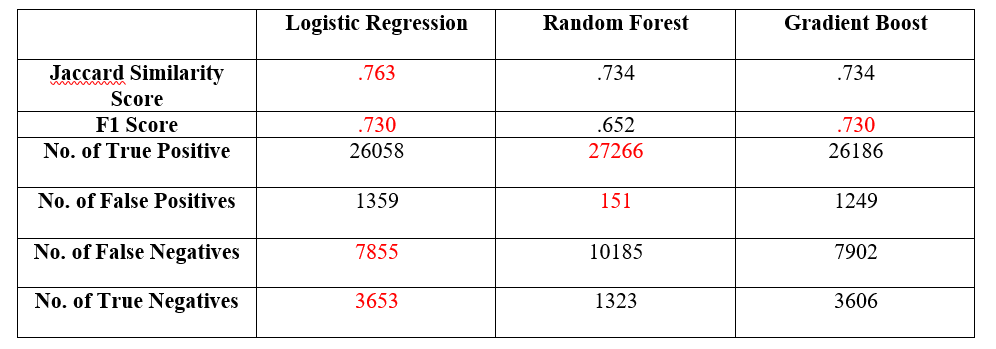 Logistic Regression Random Forest Gradient Boost
Jaccard Similarity Score .763 .734 .734
F1 Score .730 .652 .730
No. of True Positive 26058 27266 26186
No. of False Positives 1359 151 1249
No. of False Negatives 7855 10185 7902
No. of True Negatives 3653 1323 3606